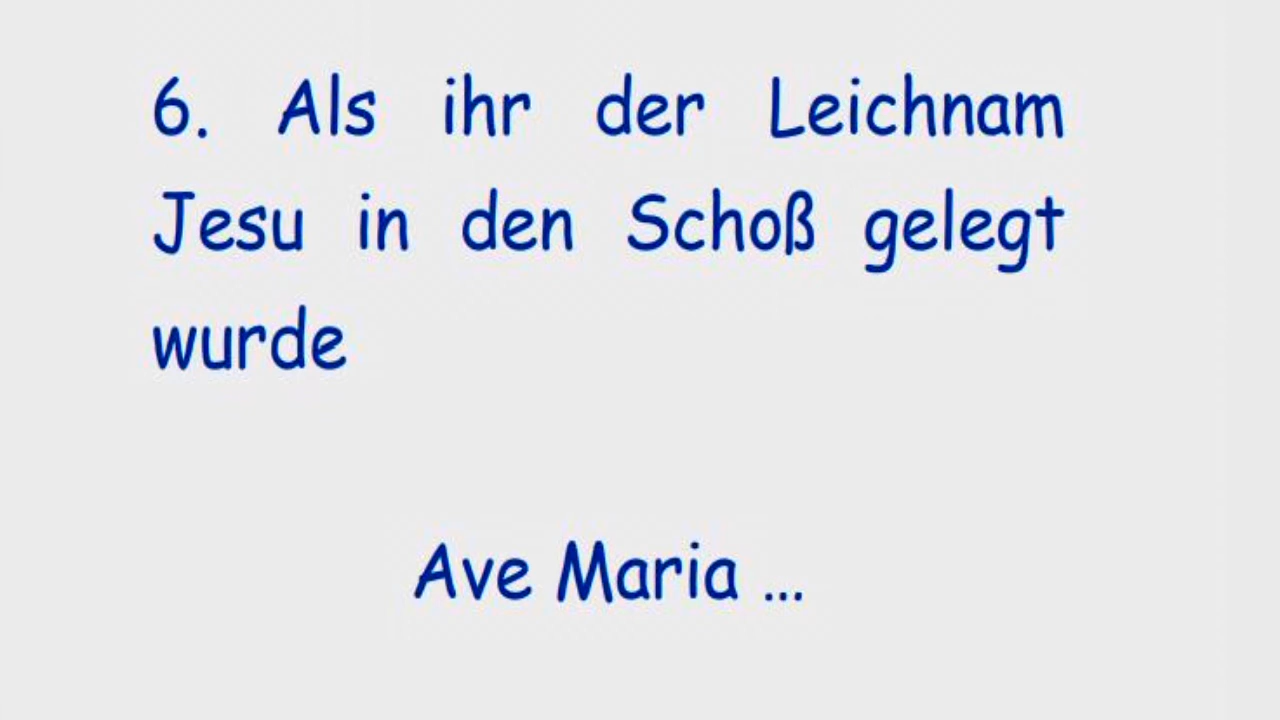 6. Als ihr der Leichnam
Jesu in den Schoß gelegt
wurde
Ave Maria ...